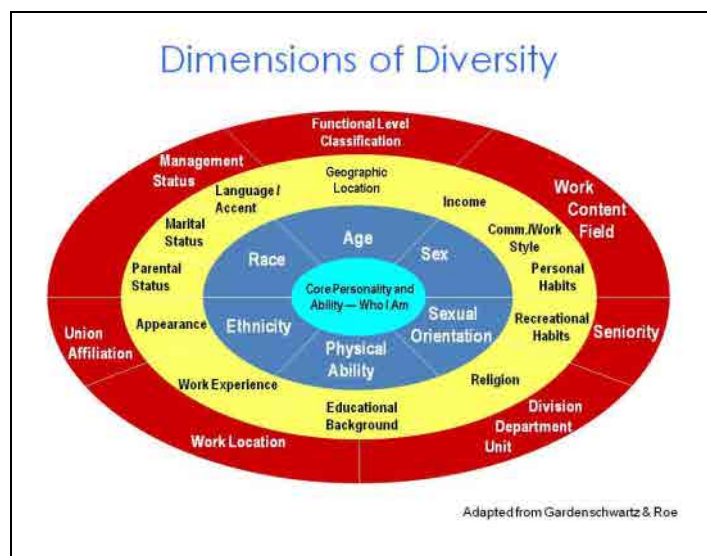 Dimensions of Diversity
Functional Level
Classification
Management
Status
Work
Content
Field
Union
Affiliation
Seniority
Work Location
Division
Department
Unit
Geographic
Location
Language /
Accent
Income
Marital
Status
Comm./Work
Style
Parental
Status
Personal
Habits
Appearance
Recreational
Habits
Work Experience
Religion
Educational
Background
Age
Race
Sex
Ethnicity
Sexual
Orientation
Physical
Ability
Core Personality and
Ability — Who I Am
Adapted from Gardenschwartz & Roe